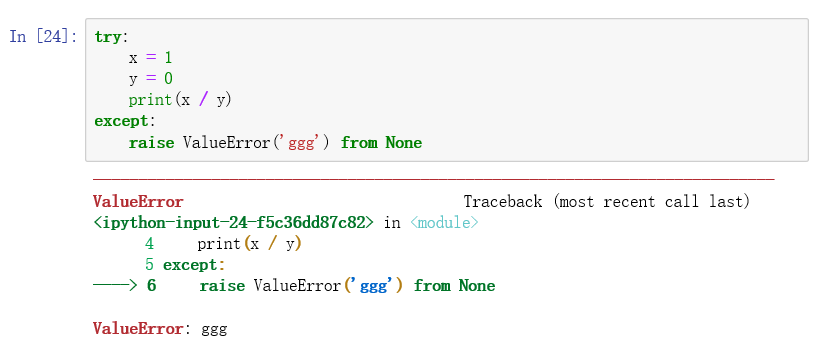 In [24]: try:
    x = 1
    y = 0
    print(x / y)
except:
    raise ValueError('ggg') from None
ValueError Traceback (most recent call last)
<ipython-input-24-f5c36dd87c82> in <module>
      4     print(x / y)
      5 except:
----> 6     raise ValueError('ggg') from None
ValueError: ggg